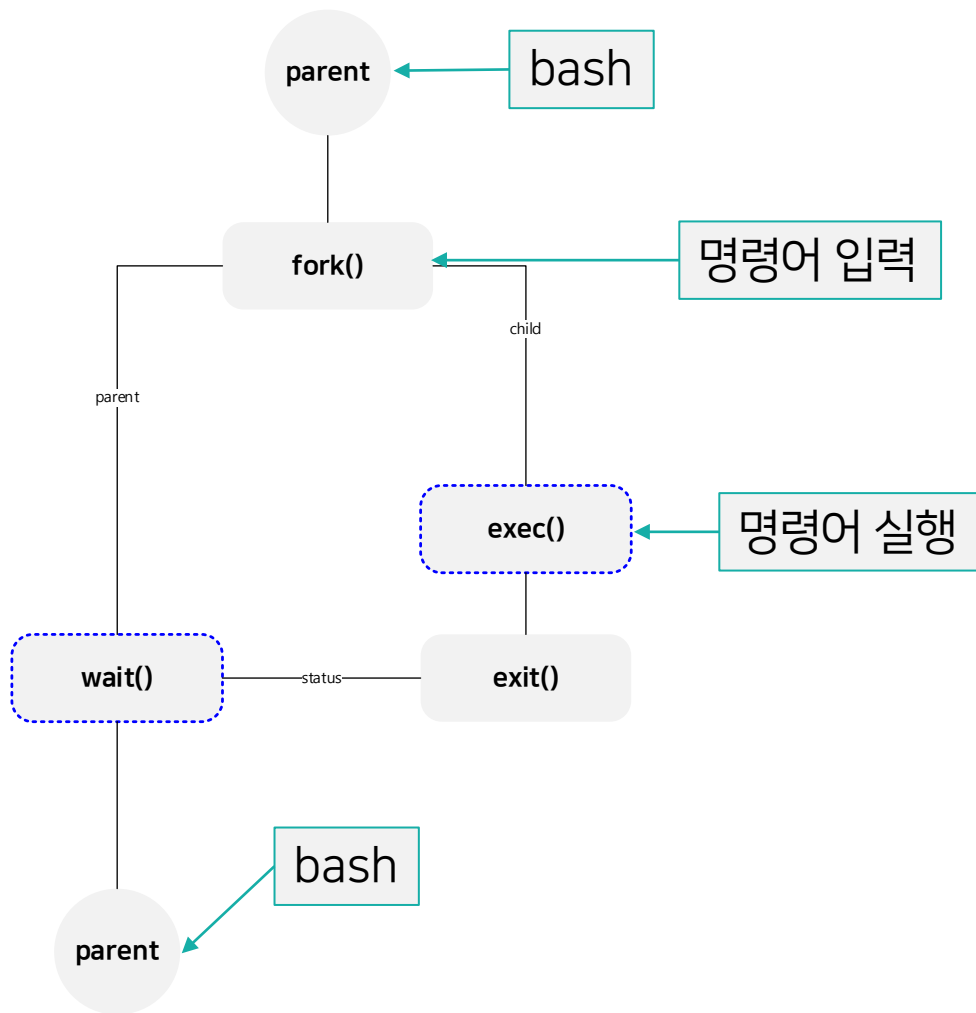 parent
bash
fork()
명령어 입력
child
parent
exec()
명령어 실행
wait()
status
exit()
bash
parent